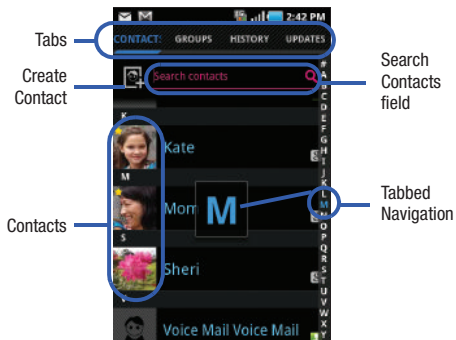 2:42 PM
Tabs
CONTACTS GROUPS HISTORY UPDATES
Create
Contact
Search contacts
Search
Contacts
field
#
A
B
C
D
E
F
G
H
I
J
K
L
M
N
O
P
Q
R
S
T
U
V
W
X
Y
K
Kate
M
Mom
M
Contacts
Tabbed
Navigation
S
Sheri
V
Voice Mail Voice Mail